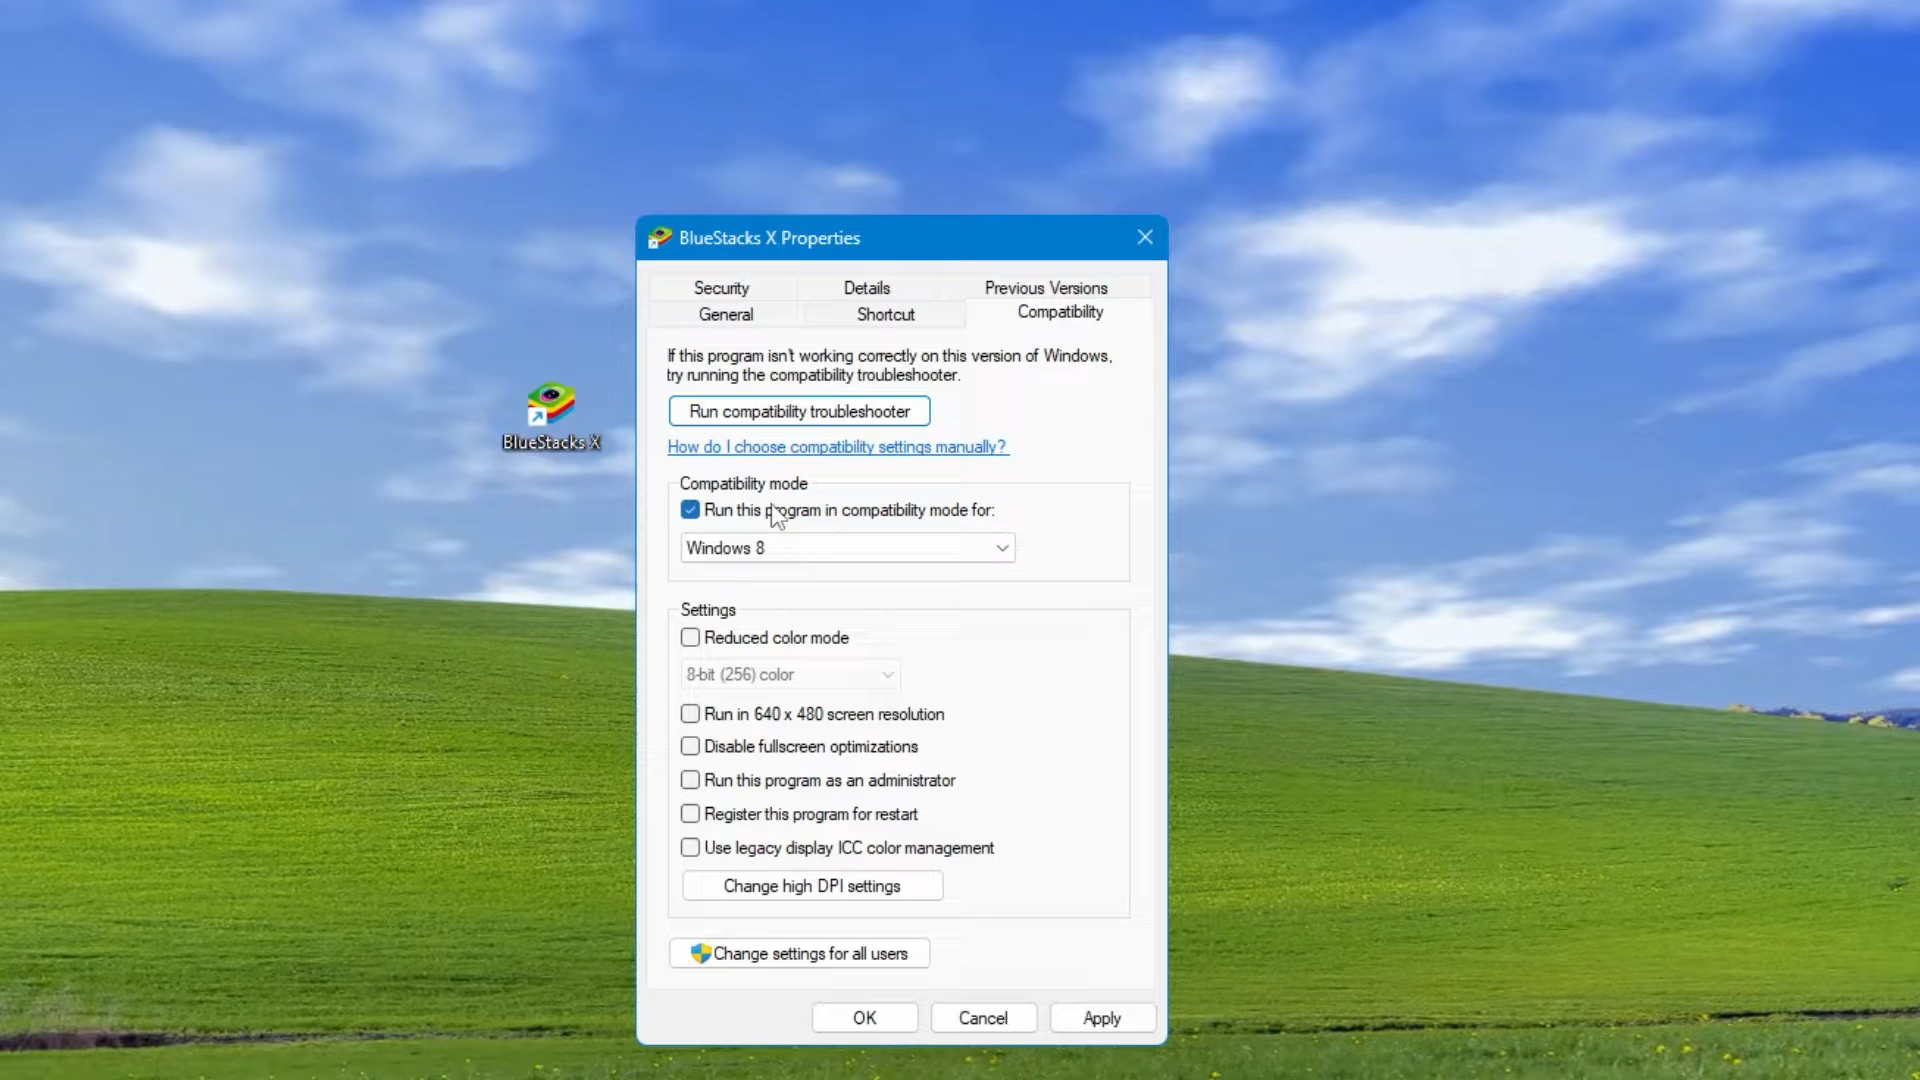 BlueStacks X Properties
Security Details Previous Versions
General Shortcut Compatibility
If this program isn't working correctly on this version of Windows,
try running the compatibility troubleshooter.
Run compatibility troubleshooter
BlueStacks X
How do I choose compatibility settings manually?
Compatibility mode
Run this program in compatibility mode for:
Windows 8
Settings
Reduced color mode
8-bit (256) color
Run in 640 x 480 screen resolution
Disable fullscreen optimizations
Run this program as an administrator
Register this program for restart
Use legacy display ICC color management
Change high DPI settings
Change settings for all users
OK Cancel Apply